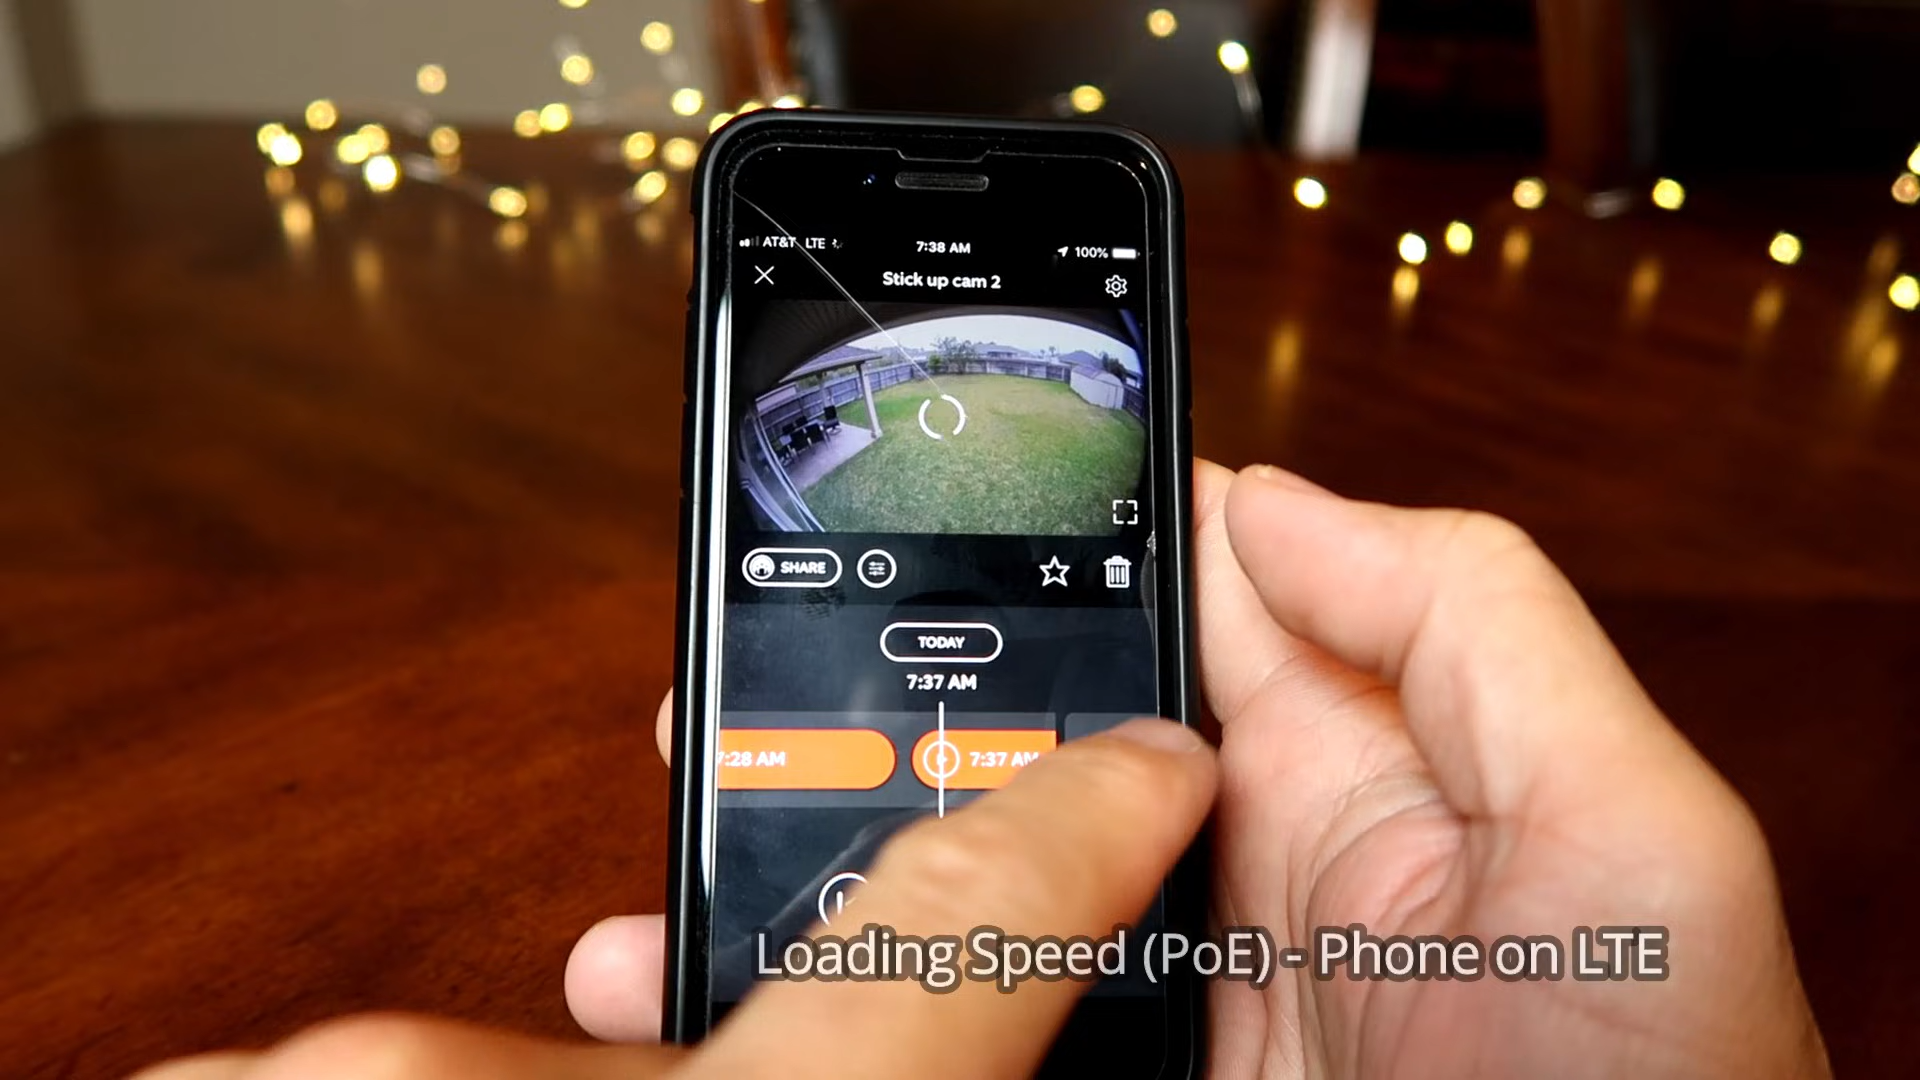 AT&T LTE
7:38 AM
100%
Stick up cam 2
SHARE
TODAY
7:37 AM
7:28 AM
7:37 AM
Loading Speed (PoE) - Phone on LTE